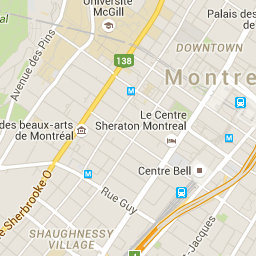 Université
McGill
Palais des
Avenue des Pins
DOWNTOWN
138
Montre
M
Le Centre
Sheraton Montreal
des beaux-arts
de Montréal
Centre Bell
M
M
Rue Guy
e Sherbrooke O
SHAUGHNESSY
VILLAGE
-Jacques